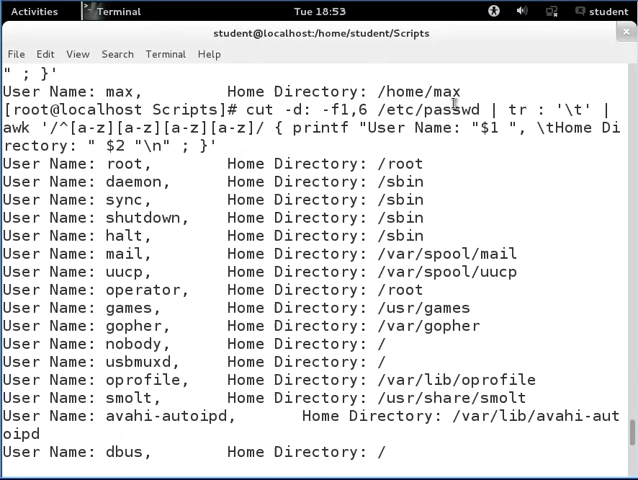 Activities
Terminal
Tue 18:53
student
student@localhost:/home/student/Scripts
File Edit View Search Terminal Help
" ; }'
User Name: max, Home Directory: /home/max
[root@localhost Scripts]# cut -d: -f1,6 /etc/passwd | tr : '\t' |
awk '/^[a-z][a-z][a-z][a-z]/ { printf "User Name: "$1 ", \tHome Di
rectory: " $2 "\n" ; }'
User Name: root, Home Directory: /root
User Name: daemon, Home Directory: /sbin
User Name: sync, Home Directory: /sbin
User Name: shutdown, Home Directory: /sbin
User Name: halt, Home Directory: /sbin
User Name: mail, Home Directory: /var/spool/mail
User Name: uucp, Home Directory: /var/spool/uucp
User Name: operator, Home Directory: /root
User Name: games, Home Directory: /usr/games
User Name: gopher, Home Directory: /var/gopher
User Name: nobody, Home Directory: /
User Name: usbmuxd, Home Directory: /
User Name: oprofile, Home Directory: /var/lib/oprofile
User Name: smolt, Home Directory: /usr/share/smolt
User Name: avahi-autoipd, Home Directory: /var/lib/avahi-aut
oipd
User Name: dbus, Home Directory: /